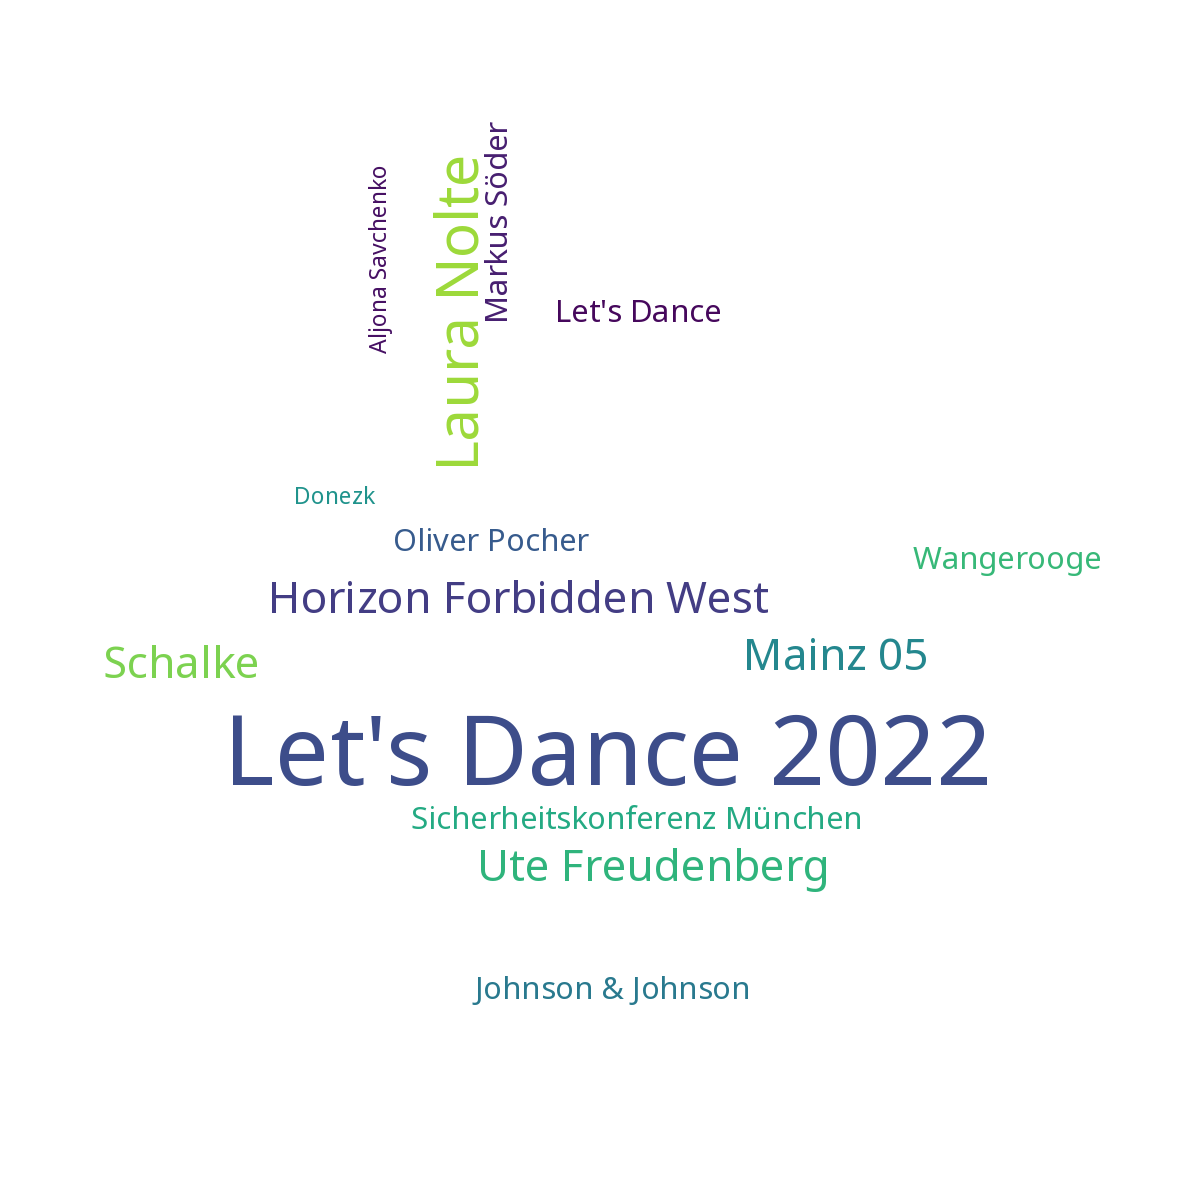 Aljona Savchenko
Laura Nolte
Markus Söder
Let's Dance
Donezk
Oliver Pocher
Wangerooge
Horizon Forbidden West
Schalke
Mainz 05
Let's Dance 2022
Sicherheitskonferenz München
Ute Freudenberg
Johnson & Johnson